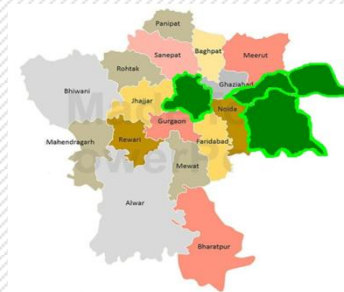 Panipat
Sanepat
Baghpat
Meerut
Rohtak
Ghaziabad
Bhiwani
Jhajjar
Noida
Gurgaon
Mahendragarh
Rewari
Faridabad
Mewat
Alwar
Bharatpur